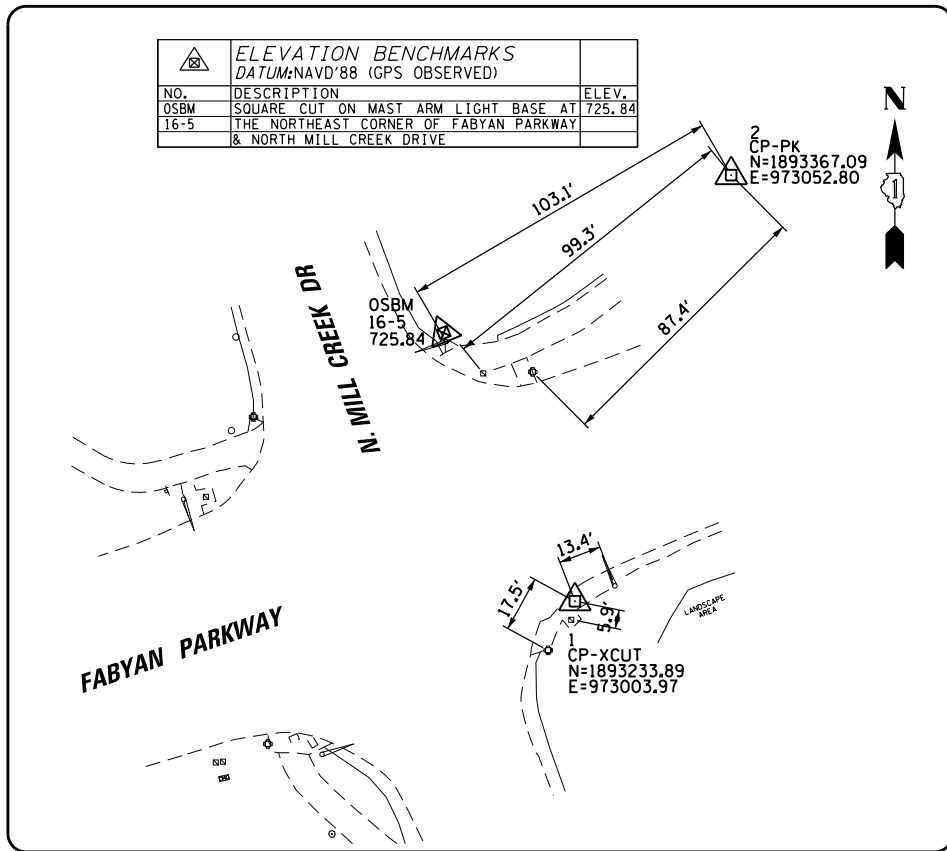 ELEVATION BENCHMARKS
DATUM:NAVD'88 (GPS OBSERVED)
NO. DESCRIPTION ELEV.
OSBM SQUARE CUT ON MAST ARM LIGHT BASE AT 725.84
16-5 THE NORTHEAST CORNER OF FABYAN PARKWAY
& NORTH MILL CREEK DRIVE
N
1
2
CP-PK
N=1893367.09
E=973052.80
103.1'
99.3'
87.4'
OSBM
16-5
725.84
N. MILL CREEK DR
13.4'
17.5'
5.9'
LANDSCAPE
AREA
1
CP-XCUT
N=1893233.89
E=973003.97
FABYAN PARKWAY